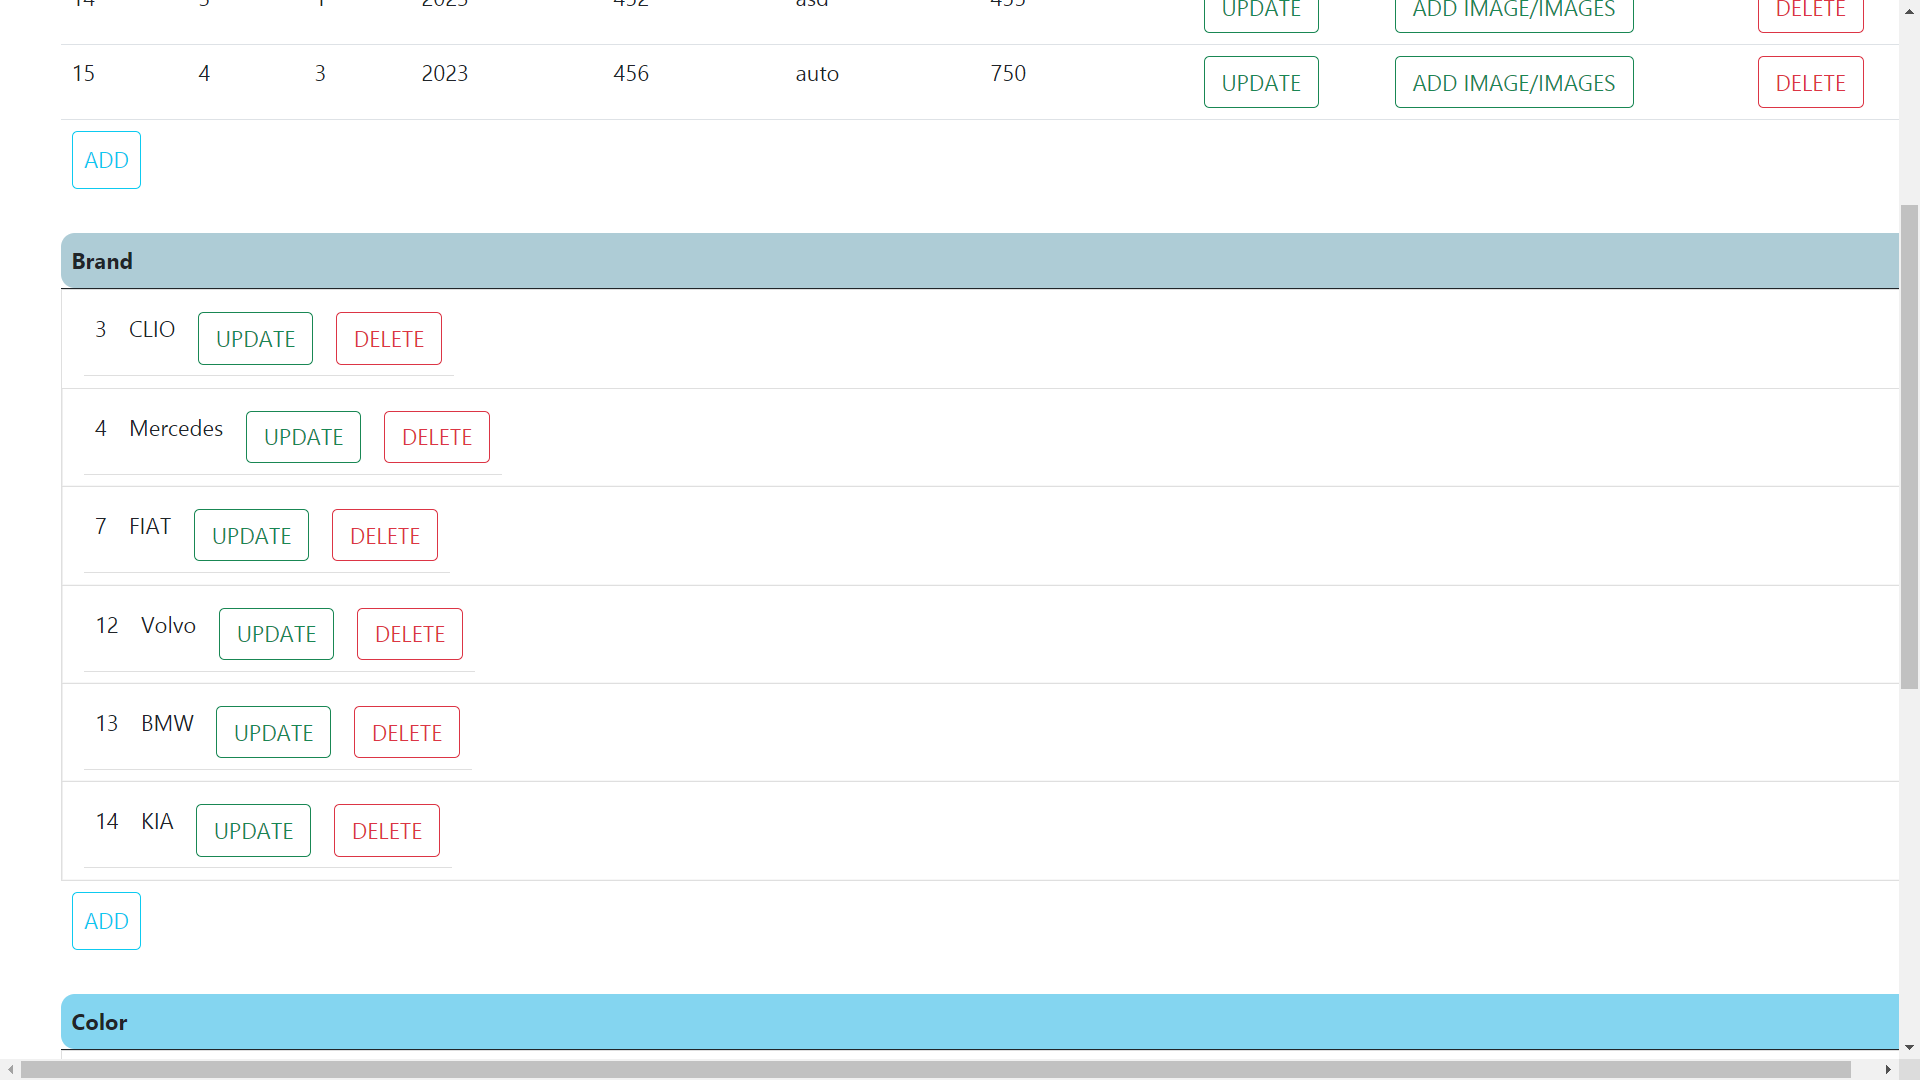 14 3 1 2023 452 asd 455 UPDATE ADD IMAGE/IMAGES DELETE
15 4 3 2023 456 auto 750 UPDATE ADD IMAGE/IMAGES DELETE
ADD
Brand
3 CLIO UPDATE DELETE
4 Mercedes UPDATE DELETE
7 FIAT UPDATE DELETE
12 Volvo UPDATE DELETE
13 BMW UPDATE DELETE
14 KIA UPDATE DELETE
ADD
Color